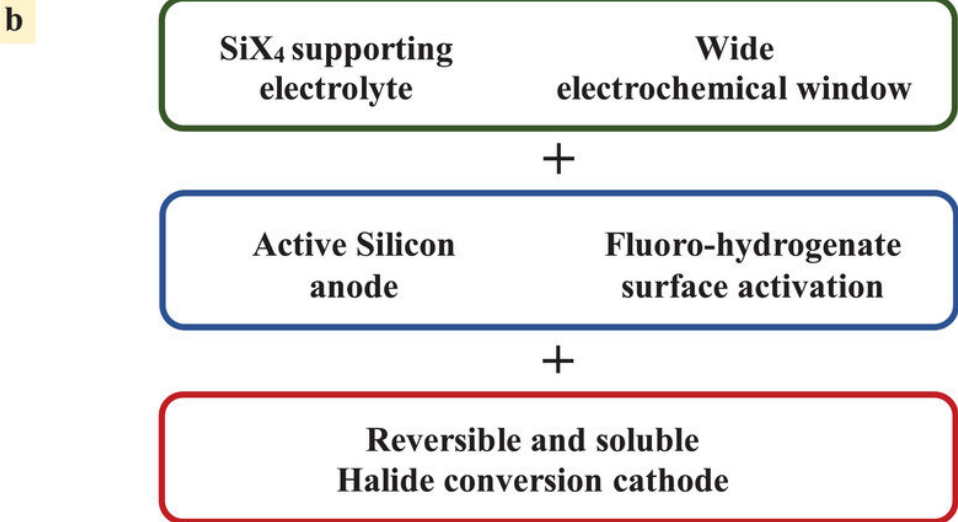 b
SiX₄ supporting
electrolyte
Wide
electrochemical window
+
Active Silicon
anode
Fluoro-hydrogenate
surface activation
+
Reversible and soluble
Halide conversion cathode